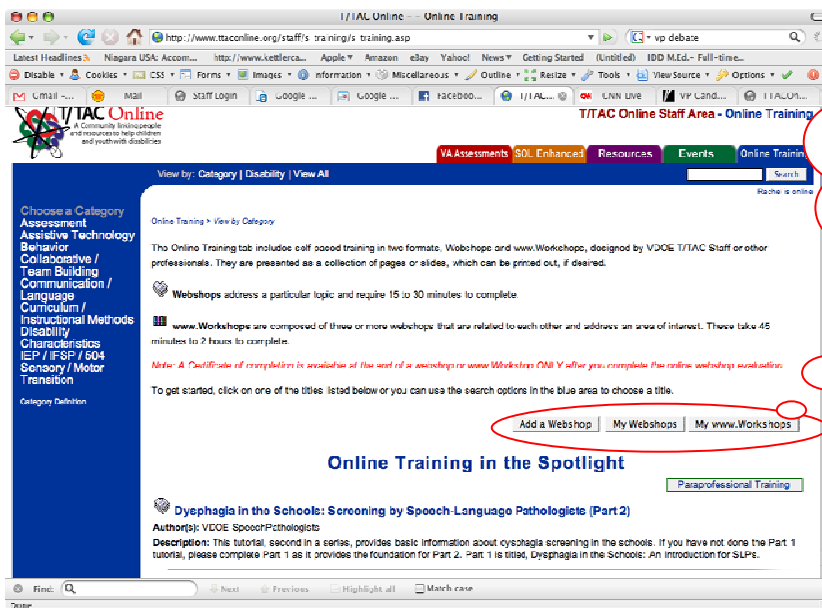 T/TAC Online -- Online Training
http://www.ttaconline.org/staff/s_training/s_training.asp
vp debate
Latest Headlines Niagara USA: Accom... http://www.kettlerca... Apple Amazon eBay Yahoo! News Getting Started (Untitled) IDD M.Ed.- Full-time...
Disable Cookies CSS Forms Images Information Miscellaneous Outline Resize Tools View Source Options
Gmail -... Mail Staff Login Google ... Google ... Faceboo... T/TAC... CNN Live VP Cand... TTACOn...
T/TAC Online
A Community linking people
and resources to help children
and youth with disabilities
T/TAC Online Staff Area - Online Training
VA Assessments SOL Enhanced Resources Events Online Training
View by: Category | Disability | View All
Search
Rachel is online
Choose a Category
Assessment
Assistive Technology
Behavior
Collaborative /
Team Building
Communication /
Language
Curriculum /
Instructional Methods
Disability
Characteristics
IEP / IFSP / 504
Sensory / Motor
Transition
Category Definition
Online Training > View by Category
The Online Training tab includes self paced training in two formats, Webshops and www.Workshops, designed by VDOE T/TAC Staff or other
professionals. They are presented as a collection of pages or slides, which can be printed out, if desired.
Webshops address a particular topic and require 15 to 30 minutes to complete.
www.Workshops are composed of three or more webshops that are related to each other and address an area of interest. These take 45
minutes to 2 hours to complete.
Note: A Certificate of completion is available at the end of a webshop or www.Workshop ONLY after you complete the online webshop evaluation.
To get started, click on one of the titles listed below or you can use the search options in the blue area to choose a title.
Add a Webshop My Webshops My www.Workshops
Online Training in the Spotlight
Paraprofessional Training
Dysphagia in the Schools: Screening by Speech-Language Pathologists (Part 2)
Author(s): VDOE SpeechPathologists
Description: This tutorial, second in a series, provides basic information about dysphagia screening in the schools. If you have not done the Part 1
tutorial, please complete Part 1 as it provides the foundation for Part 2. Part 1 is titled, Dysphagia in the Schools: An Introduction for SLPs.
Find: Next Previous Highlight all Match case
Done